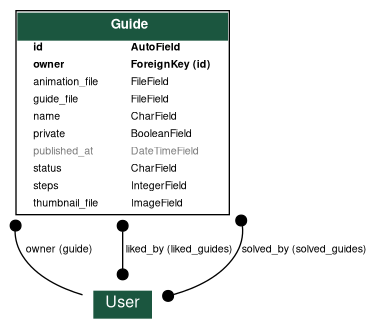 Guide
id AutoField
owner ForeignKey (id)
animation_file FileField
guide_file FileField
name CharField
private BooleanField
published_at DateTimeField
status CharField
steps IntegerField
thumbnail_file ImageField
owner (guide) liked_by (liked_guides) solved_by (solved_guides)
User